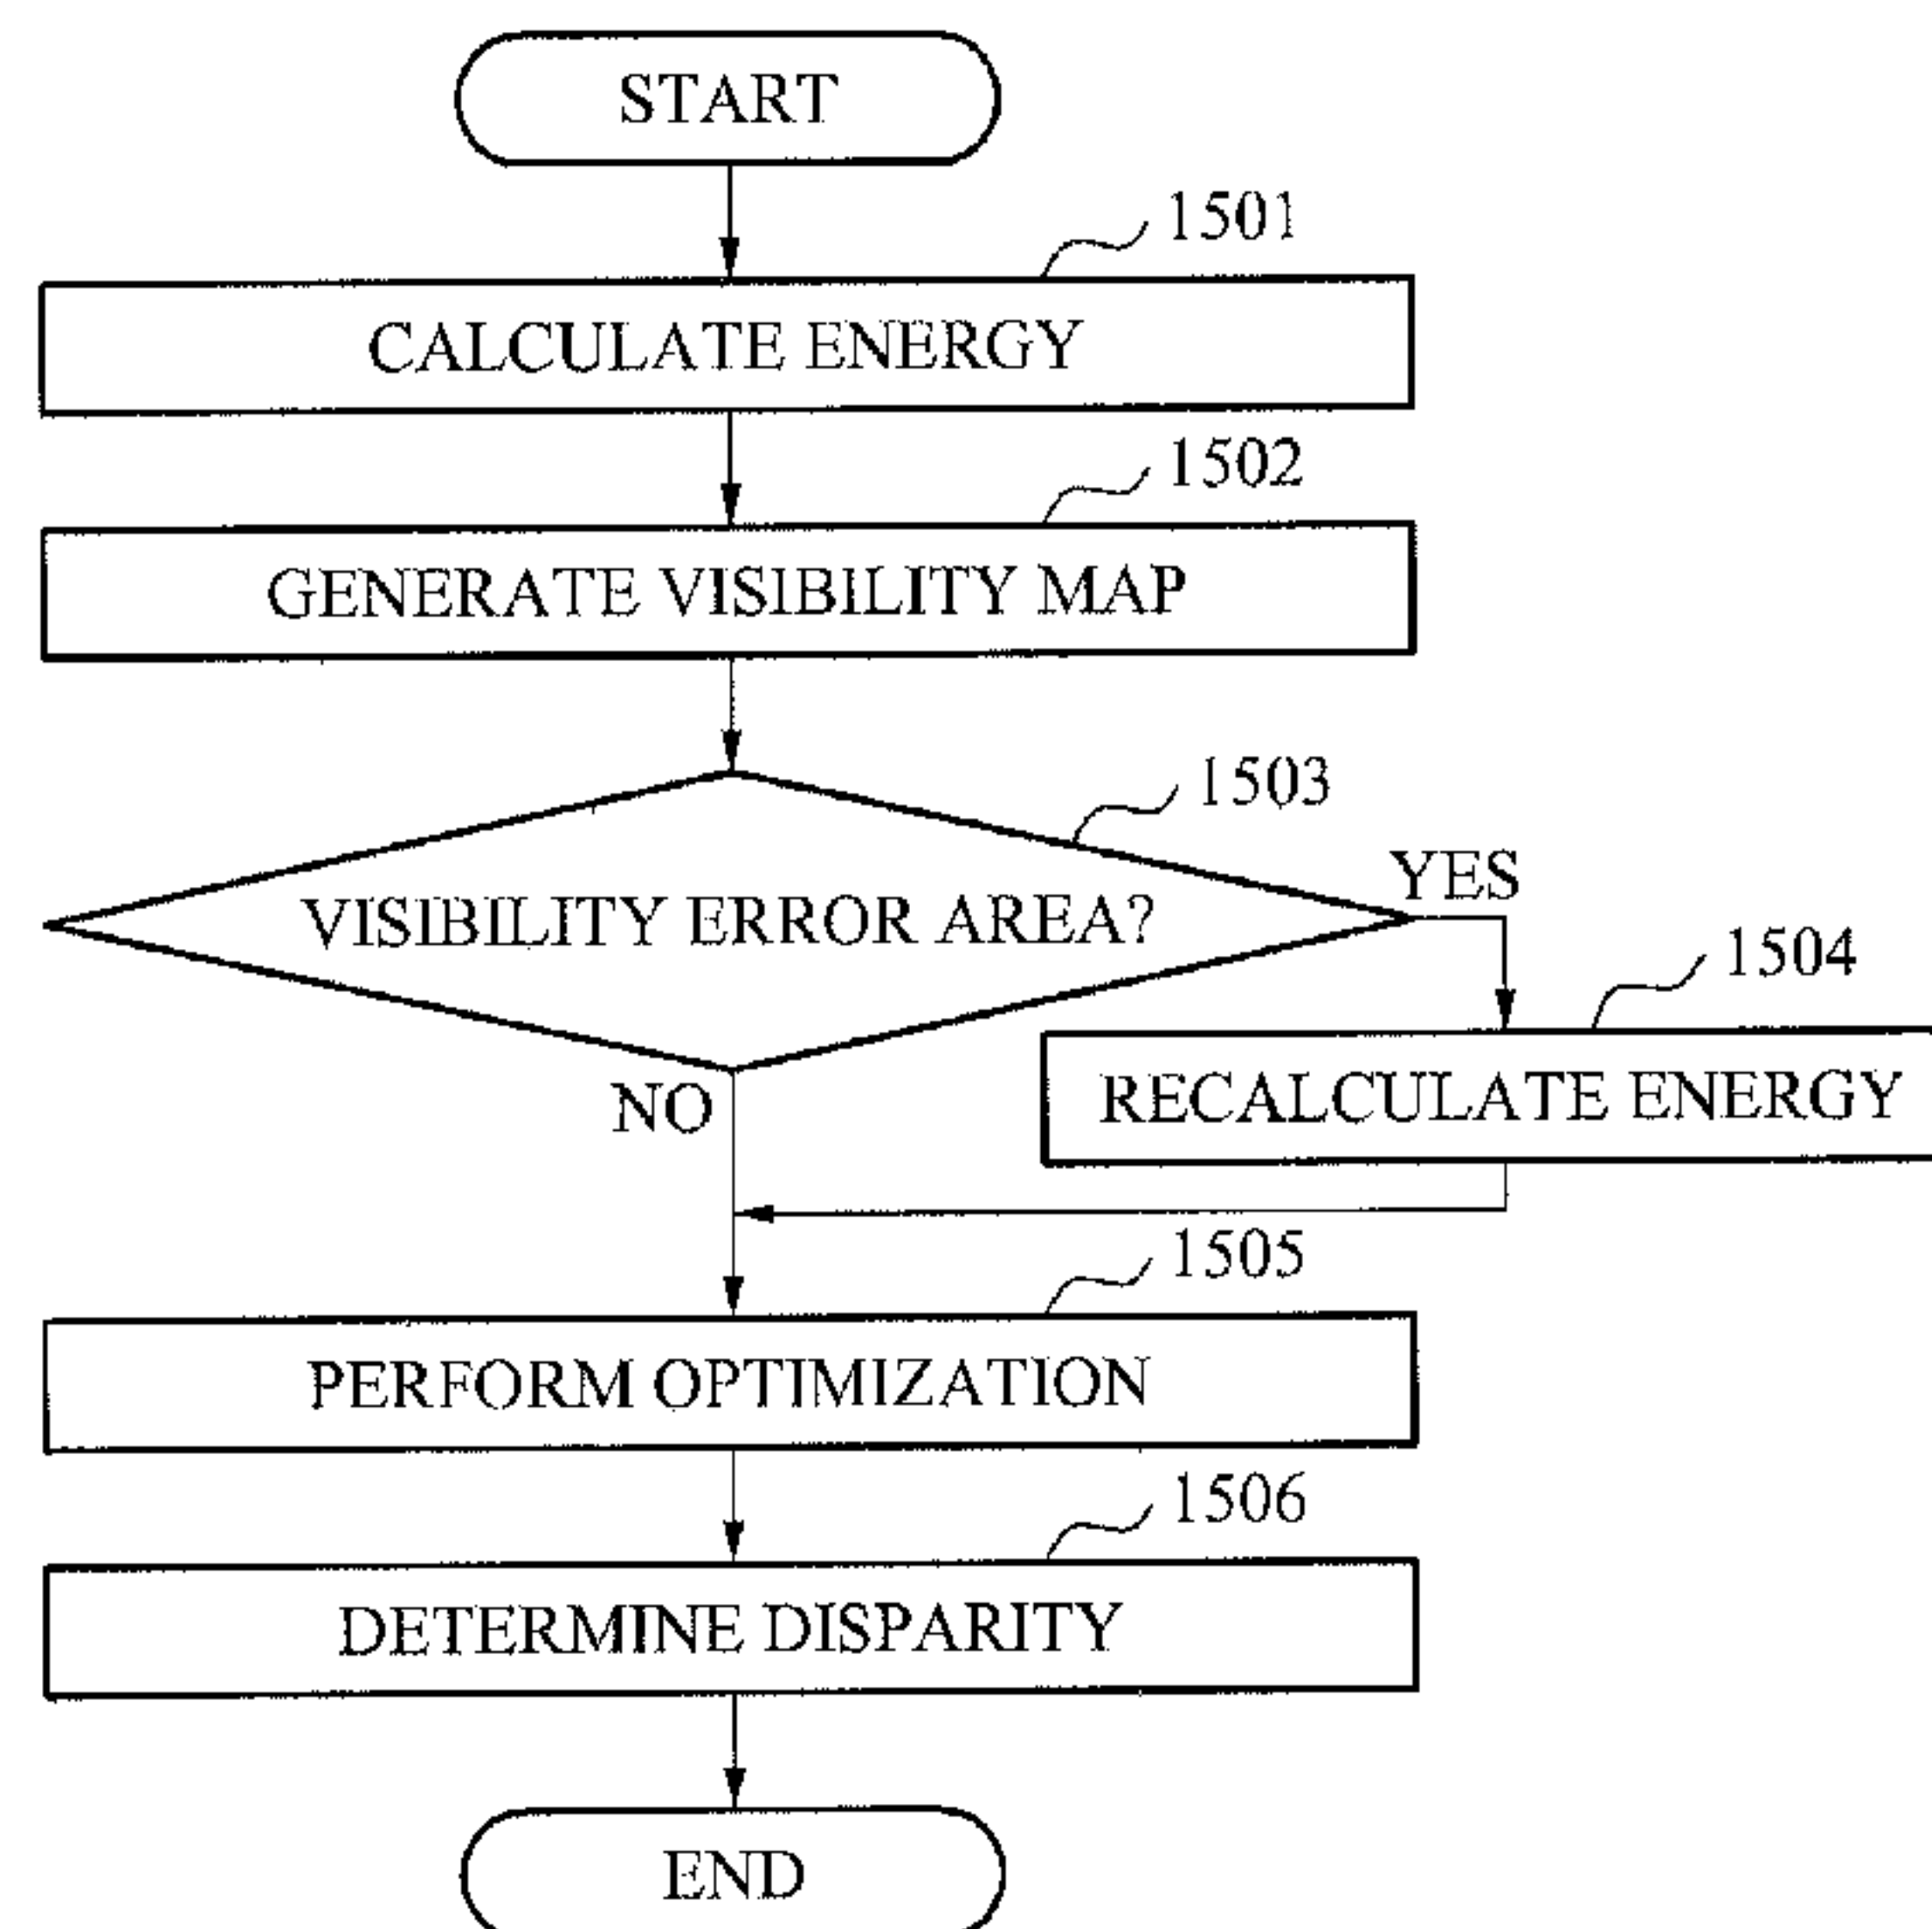 START
1501
CALCULATE ENERGY
1502
GENERATE VISIBILITY MAP
1503
VISIBILITY ERROR AREA?
YES
1504
RECALCULATE ENERGY
NO
1505
PERFORM OPTIMIZATION
1506
DETERMINE DISPARITY
END